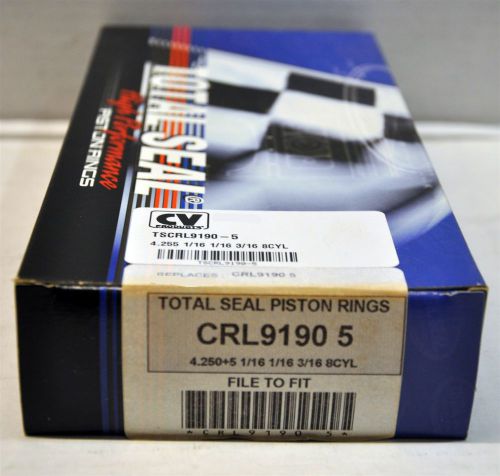 TOTAL SEAL®
High Performance
PISTON RINGS
CV
PRODUCTS
TSCRL9190-5
4.255 1/16 1/16 3/16 8CYL
TSCRL9190-5
REPLACES: CRL9190 5
TOTAL SEAL PISTON RINGS
CRL9190 5
4.250+5 1/16 1/16 3/16 8CYL
FILE TO FIT
*CRL9190 5*